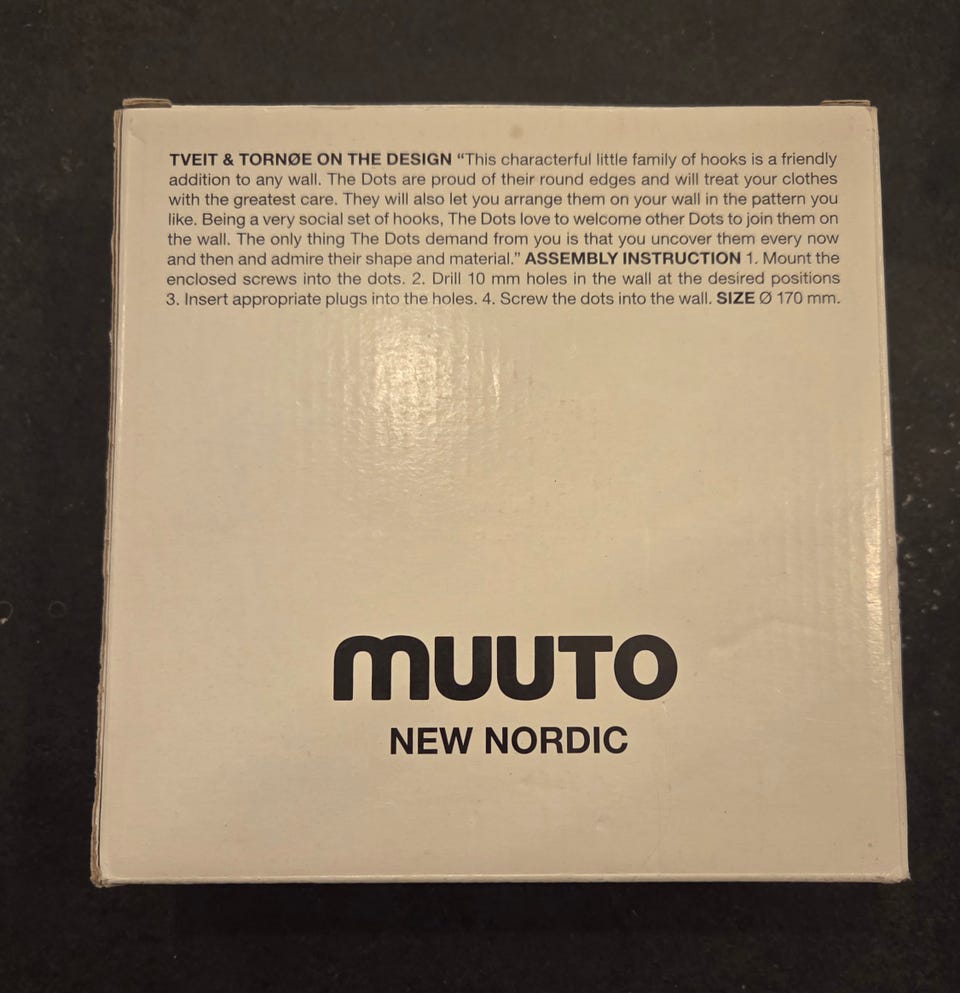 TVEIT & TORNØE ON THE DESIGN “This characterful little family of hooks is a friendly
addition to any wall. The Dots are proud of their round edges and will treat your clothes
with the greatest care. They will also let you arrange them on your wall in the pattern you
like. Being a very social set of hooks, The Dots love to welcome other Dots to join them on
the wall. The only thing The Dots demand from you is that you uncover them every now
and then and admire their shape and material.” ASSEMBLY INSTRUCTION 1. Mount the
enclosed screws into the dots. 2. Drill 10 mm holes in the wall at the desired positions
3. Insert appropriate plugs into the holes. 4. Screw the dots into the wall. SIZE Ø 170 mm.
MUUTO
NEW NORDIC